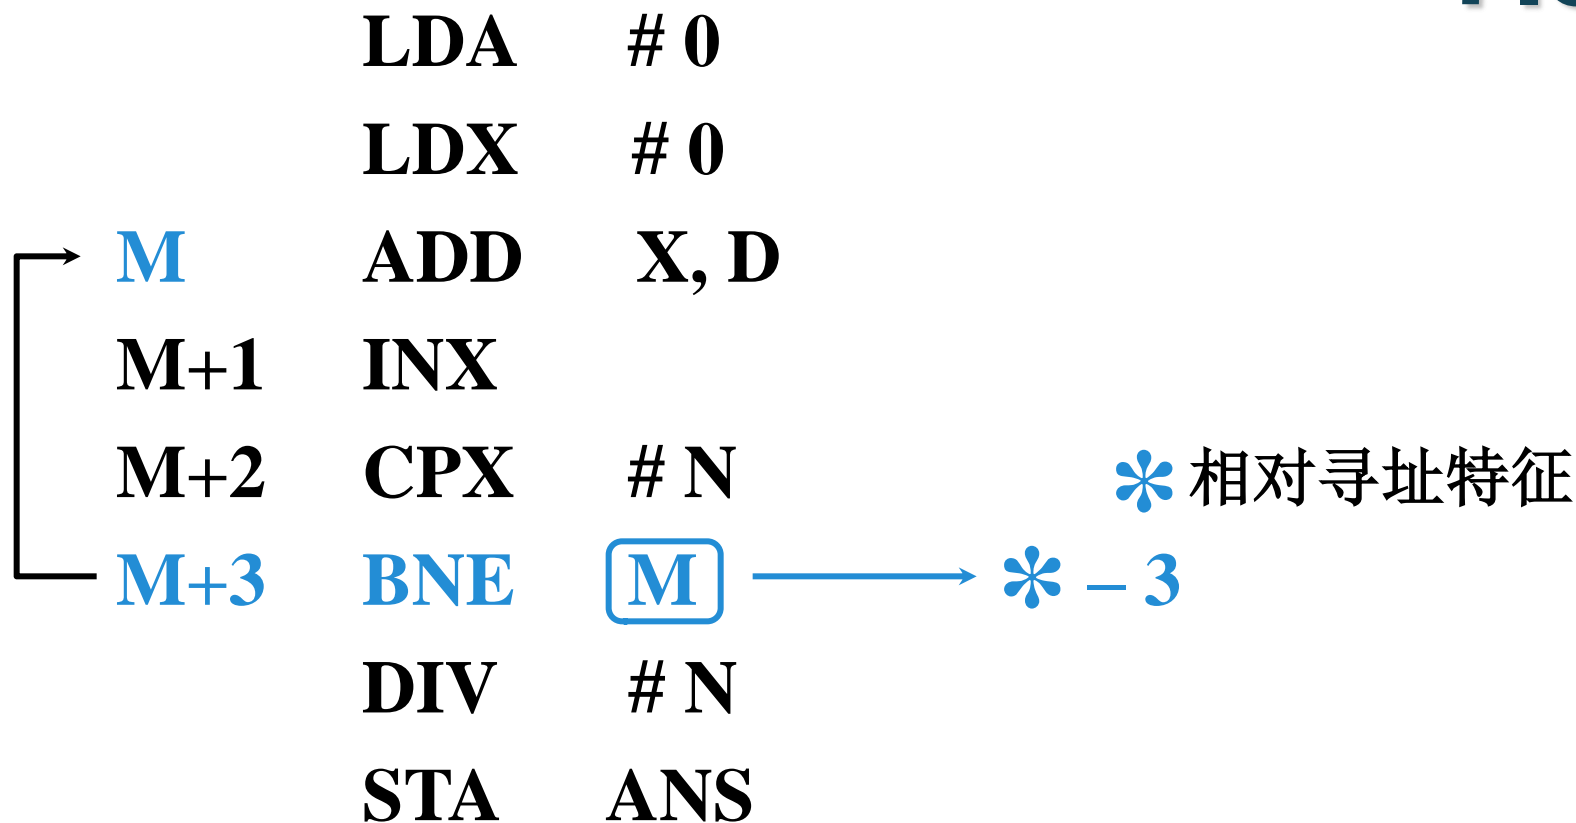 LDA # 0
LDX # 0
M ADD X, D
M+1 INX
M+2 CPX # N
✻ 相对寻址特征
M+3 BNE M ✻ – 3
DIV # N
STA ANS